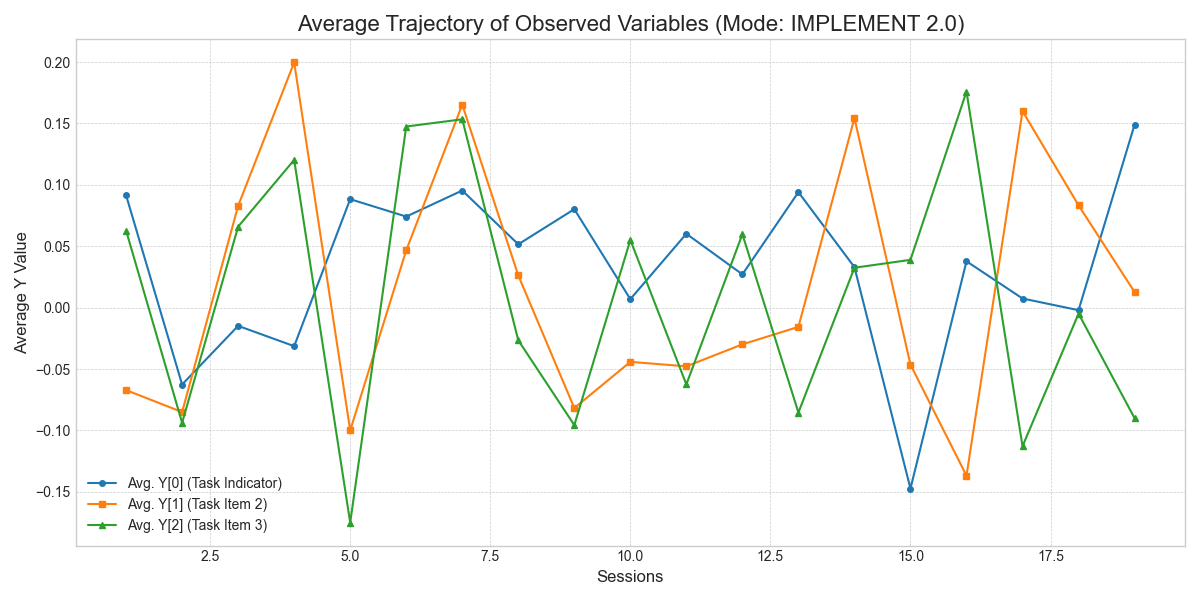 Average Trajectory of Observed Variables (Mode: IMPLEMENT 2.0)
Average Y Value
0.20
0.15
0.10
0.05
0.00
−0.05
−0.10
−0.15
Avg. Y[0] (Task Indicator)
Avg. Y[1] (Task Item 2)
Avg. Y[2] (Task Item 3)
2.5 5.0 7.5 10.0 12.5 15.0 17.5
Sessions